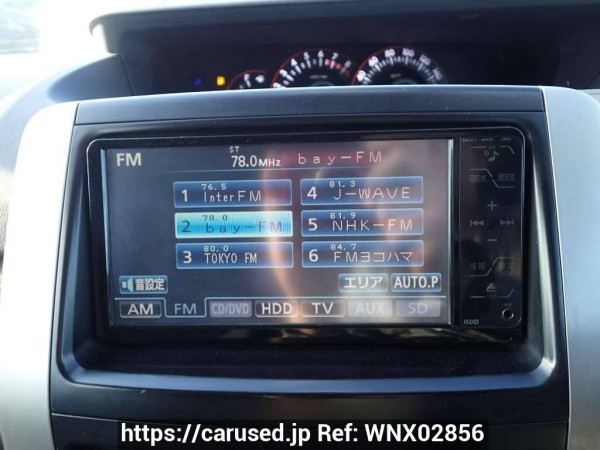 FM ST 78.0MHz bay-FM
1 76.5 InterFM
4 81.3 J-WAVE
2 78.0 bay-FM
5 81.9 NHK-FM
3 80.0 TOKYO FM
6 84.7 FMヨコハマ
音設定 エリア AUTO.P
AM FM CD/DVD HDD TV AUX SD
HDD
https://carused.jp Ref: WNX02856